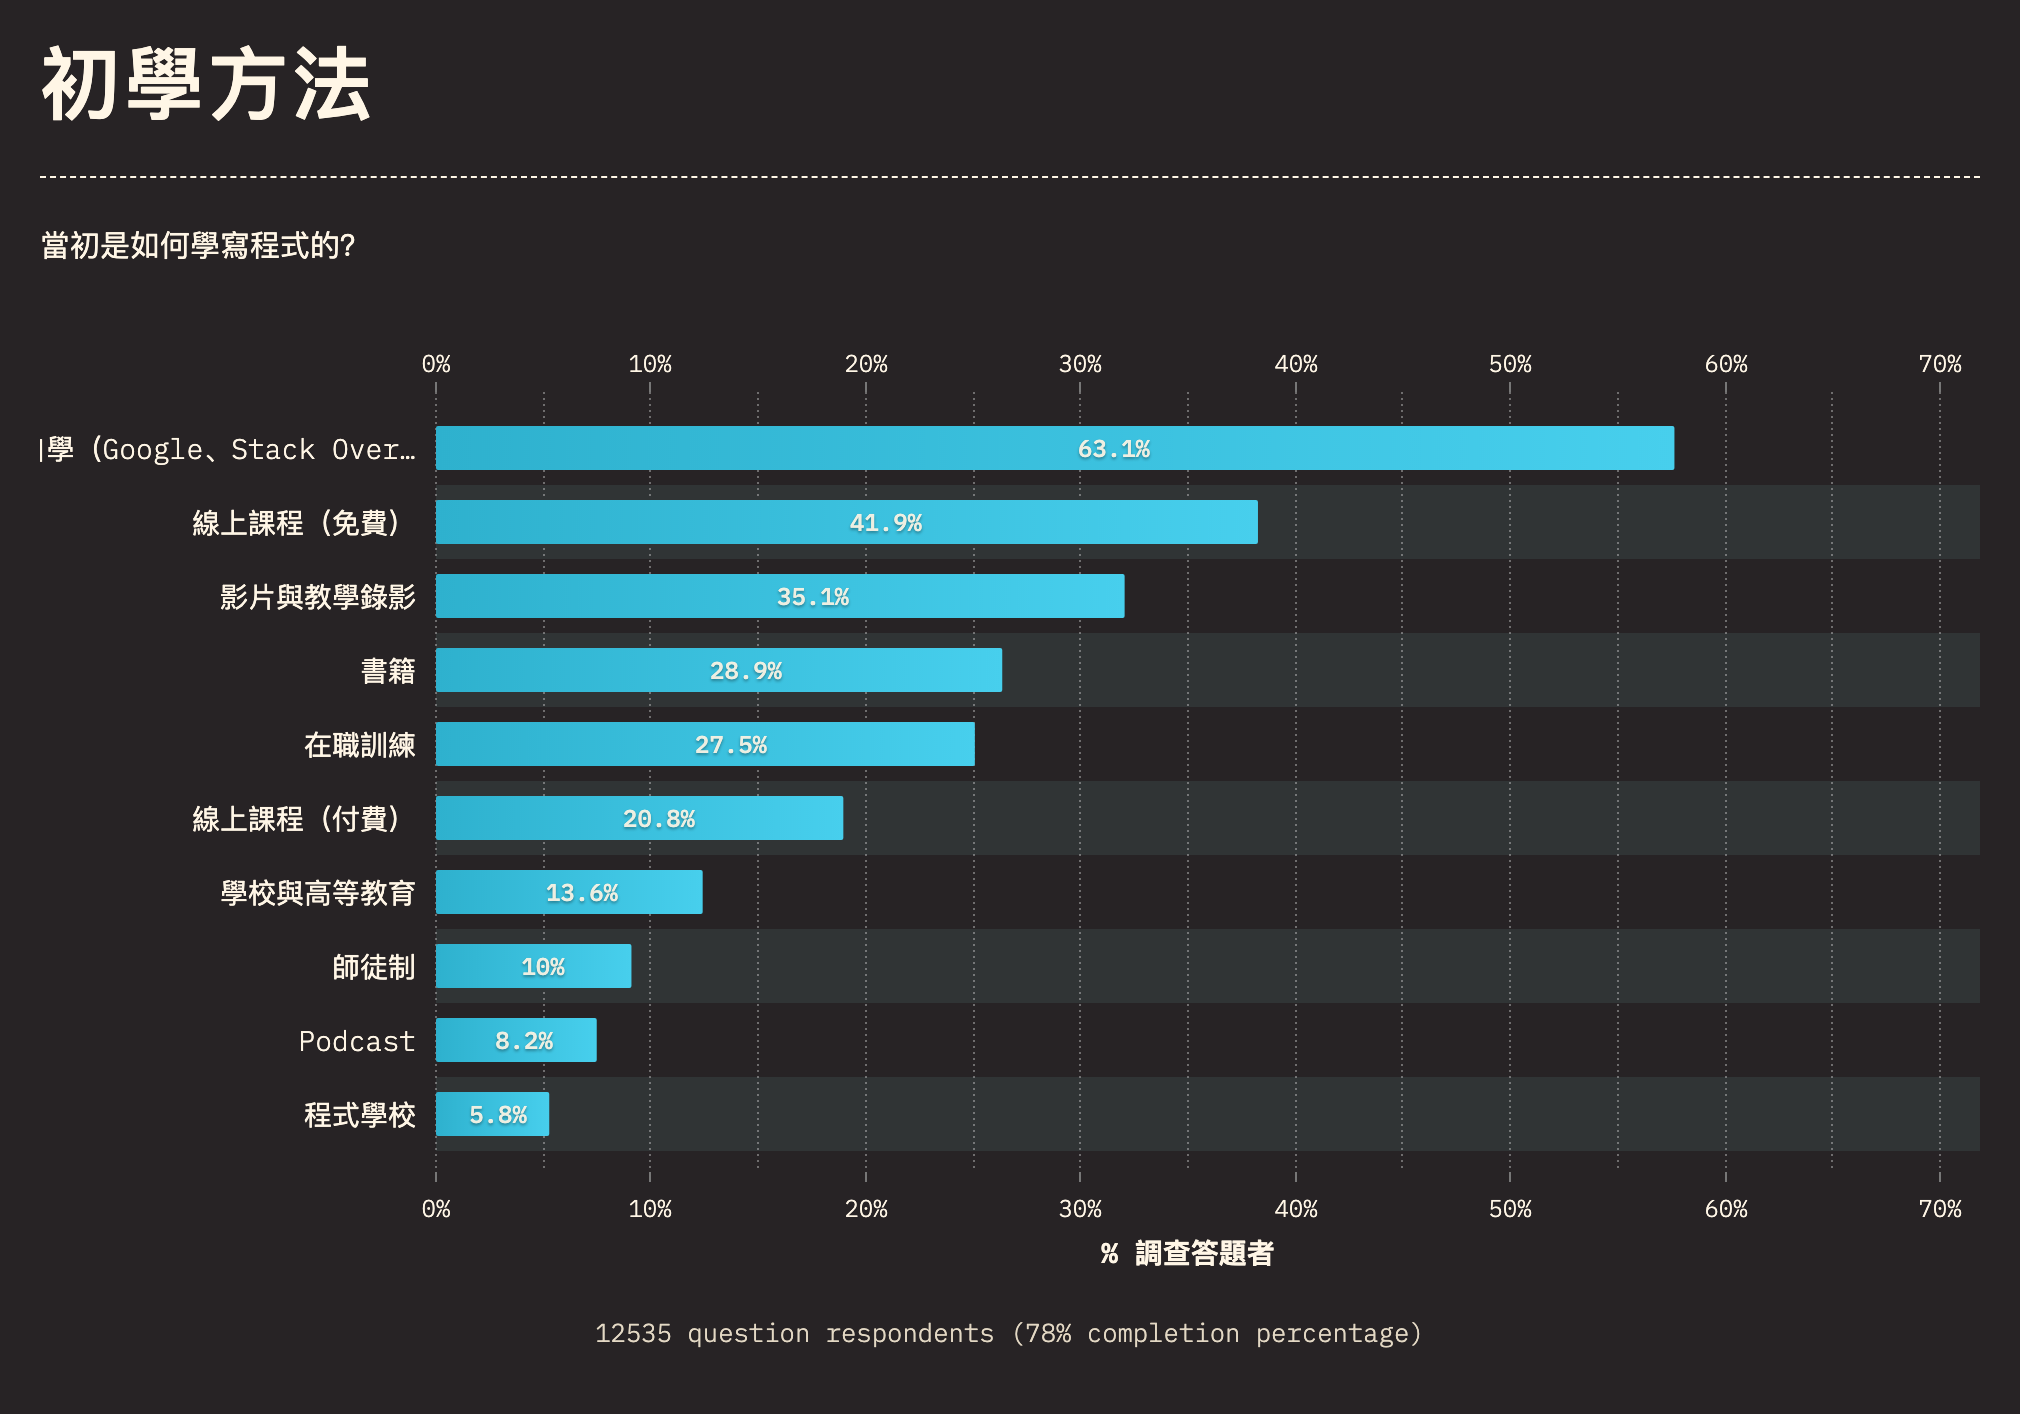 初學方法
當初是如何學寫程式的?
0% 10% 20% 30% 40% 50% 60% 70%
學（Google、Stack Over… 63.1%
線上課程（免費） 41.9%
影片與教學錄影 35.1%
書籍 28.9%
在職訓練 27.5%
線上課程（付費） 20.8%
學校與高等教育 13.6%
師徒制 10%
Podcast 8.2%
程式學校 5.8%
0% 10% 20% 30% 40% 50% 60% 70%
% 調查答題者
12535 question respondents (78% completion percentage)